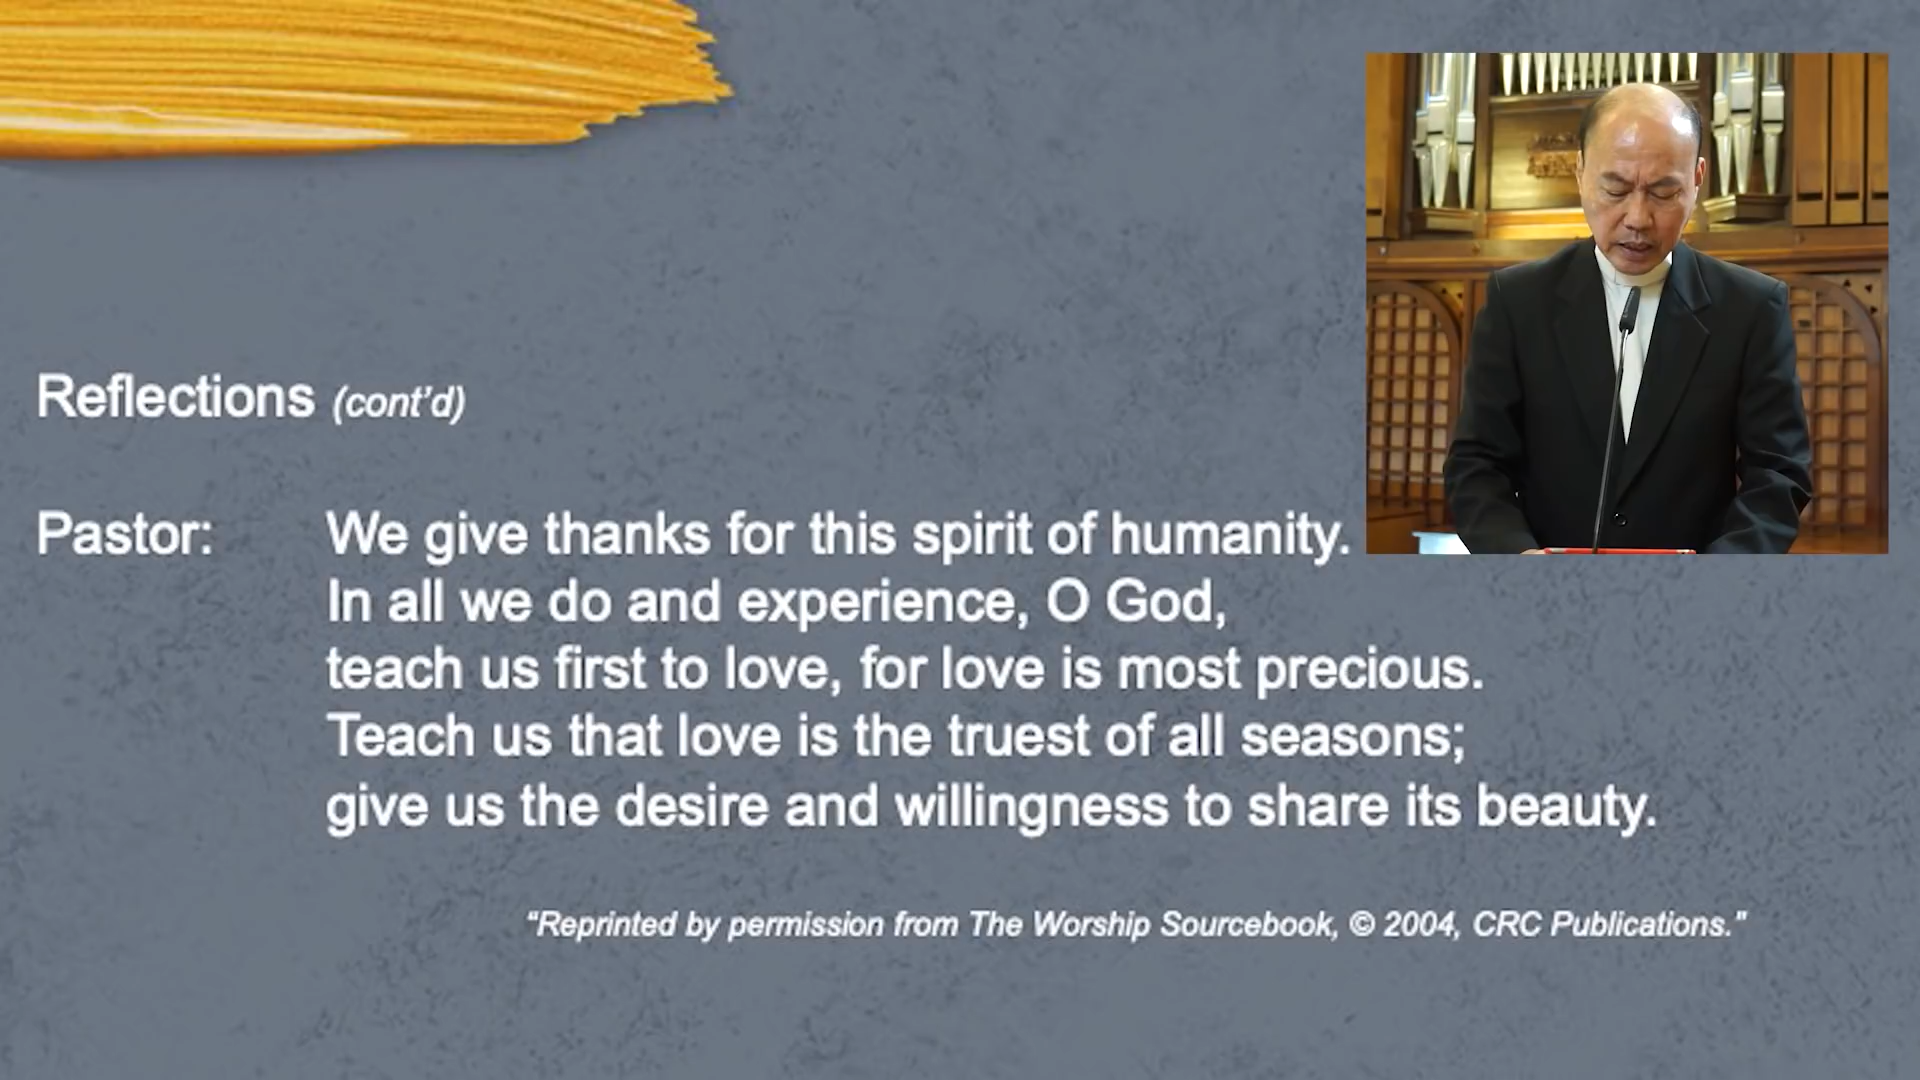 Reflections (cont’d)
Pastor: We give thanks for this spirit of humanity.
In all we do and experience, O God,
teach us first to love, for love is most precious.
Teach us that love is the truest of all seasons;
give us the desire and willingness to share its beauty.
“Reprinted by permission from The Worship Sourcebook, © 2004, CRC Publications."